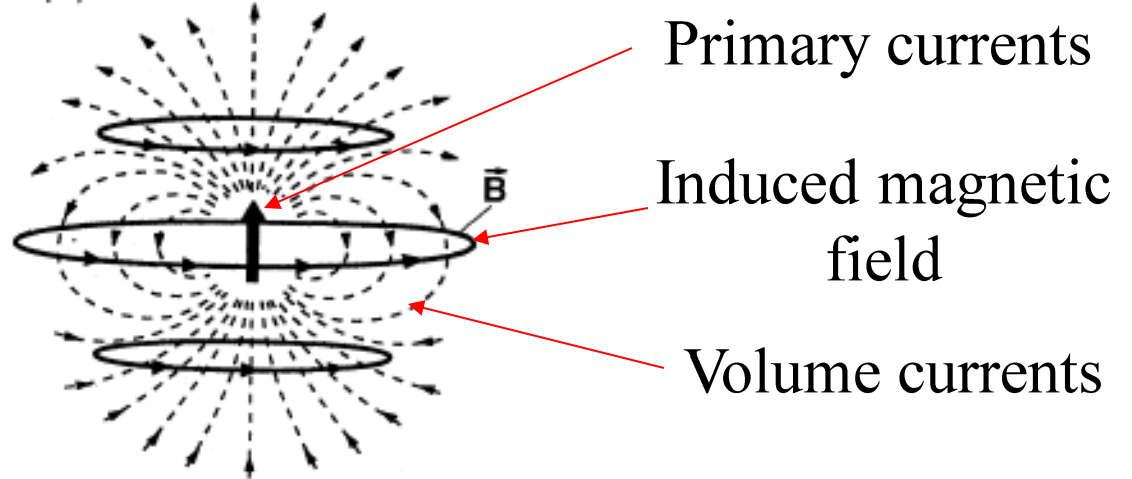 Primary currents
Induced magnetic
field
B⃗
Volume currents